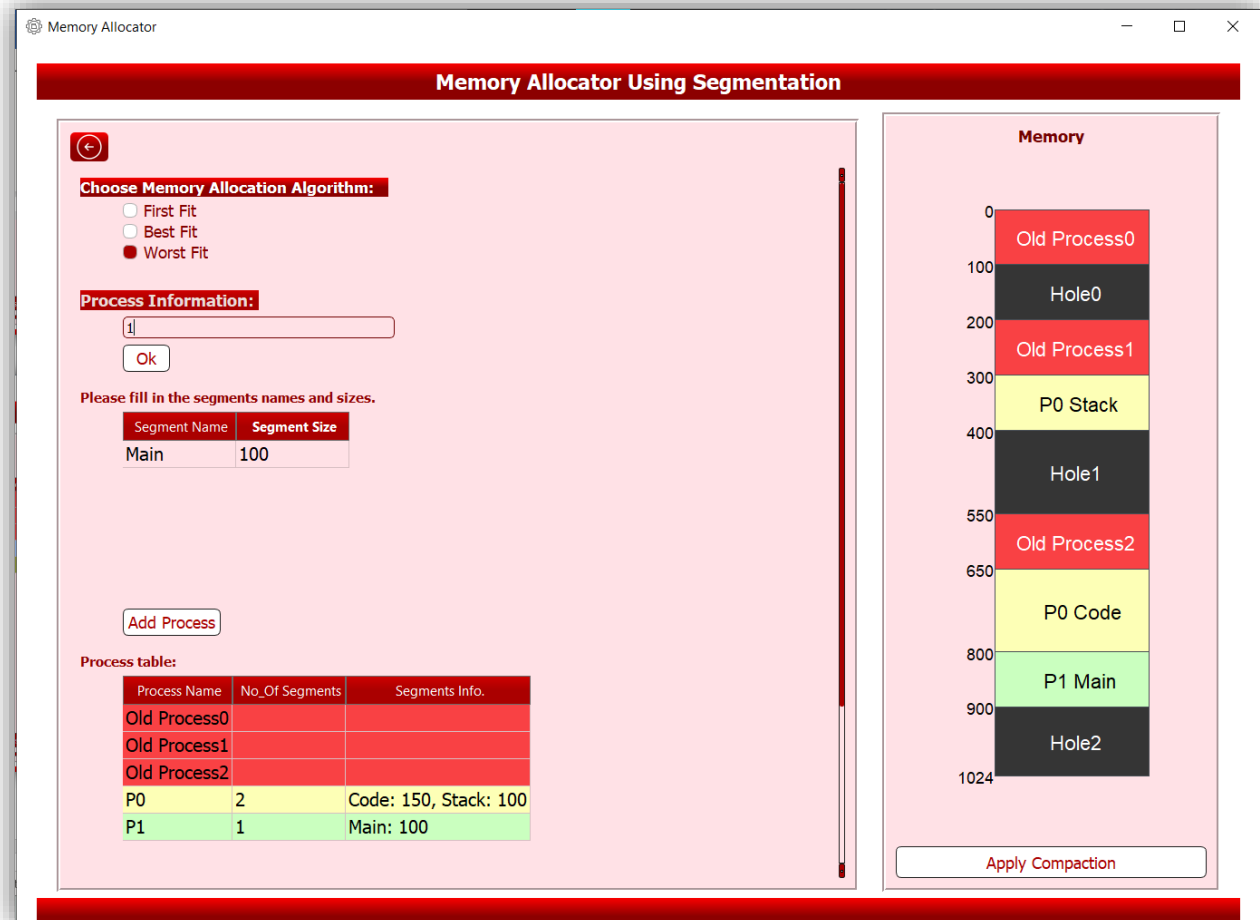 Memory Allocator
Memory Allocator Using Segmentation
Choose Memory Allocation Algorithm:
First Fit
Best Fit
Worst Fit
Process Information:
1
Ok
Please fill in the segments names and sizes.
Segment Name Segment Size
Main 100
Add Process
Process table:
Process Name No_Of Segments Segments Info.
Old Process0
Old Process1
Old Process2
P0 2 Code: 150, Stack: 100
P1 1 Main: 100
Memory
0
Old Process0
100
Hole0
200
Old Process1
300
P0 Stack
400
Hole1
550
Old Process2
650
P0 Code
800
P1 Main
900
Hole2
1024
Apply Compaction